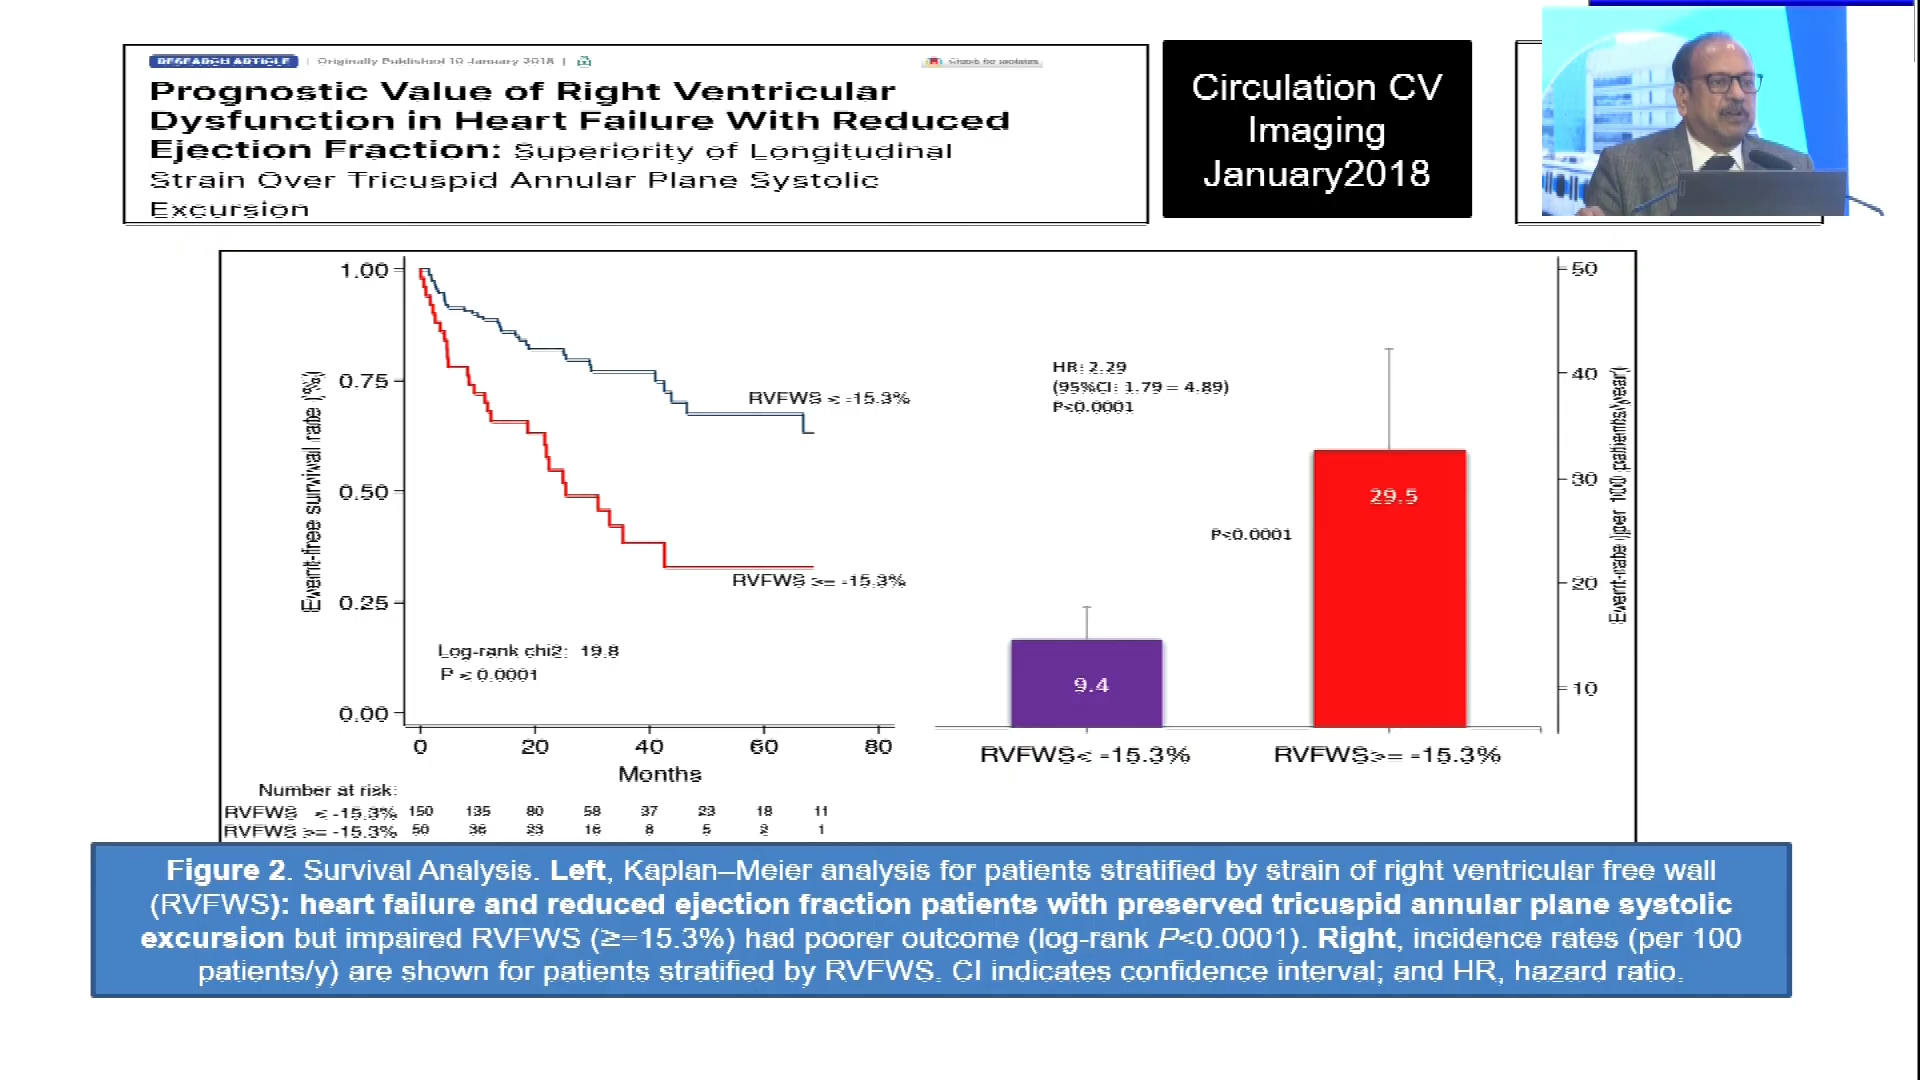 RESEARCH ARTICLE | Originally Published 10 January 2018 |
Check for updates
Prognostic Value of Right Ventricular
Dysfunction in Heart Failure With Reduced
Ejection Fraction: Superiority of Longitudinal
Strain Over Tricuspid Annular Plane Systolic
Excursion
Circulation CV
Imaging
January2018
Event-free survival rate (%)
1.00
0.75
0.50
0.25
0.00
RVFWS < -15.3%
RVFWS >= -15.3%
Log-rank chi2: 19.8
P < 0.0001
0 20 40 60 80
Months
Number at risk:
RVFWS < -15.3% 150 135 80 58 37 23 18 11
RVFWS >= -15.3% 50 36 23 16 8 5 2 1
HR: 2.29
(95%CI: 1.79 – 4.89)
P<0.0001
P<0.0001
9.4
29.5
RVFWS< -15.3%
RVFWS>= -15.3%
50
40
30
20
10
Event-rate (per 100 patients/year)
Figure 2. Survival Analysis. Left, Kaplan–Meier analysis for patients stratified by strain of right ventricular free wall
(RVFWS): heart failure and reduced ejection fraction patients with preserved tricuspid annular plane systolic
excursion but impaired RVFWS (≥=15.3%) had poorer outcome (log-rank P<0.0001). Right, incidence rates (per 100
patients/y) are shown for patients stratified by RVFWS. CI indicates confidence interval; and HR, hazard ratio.